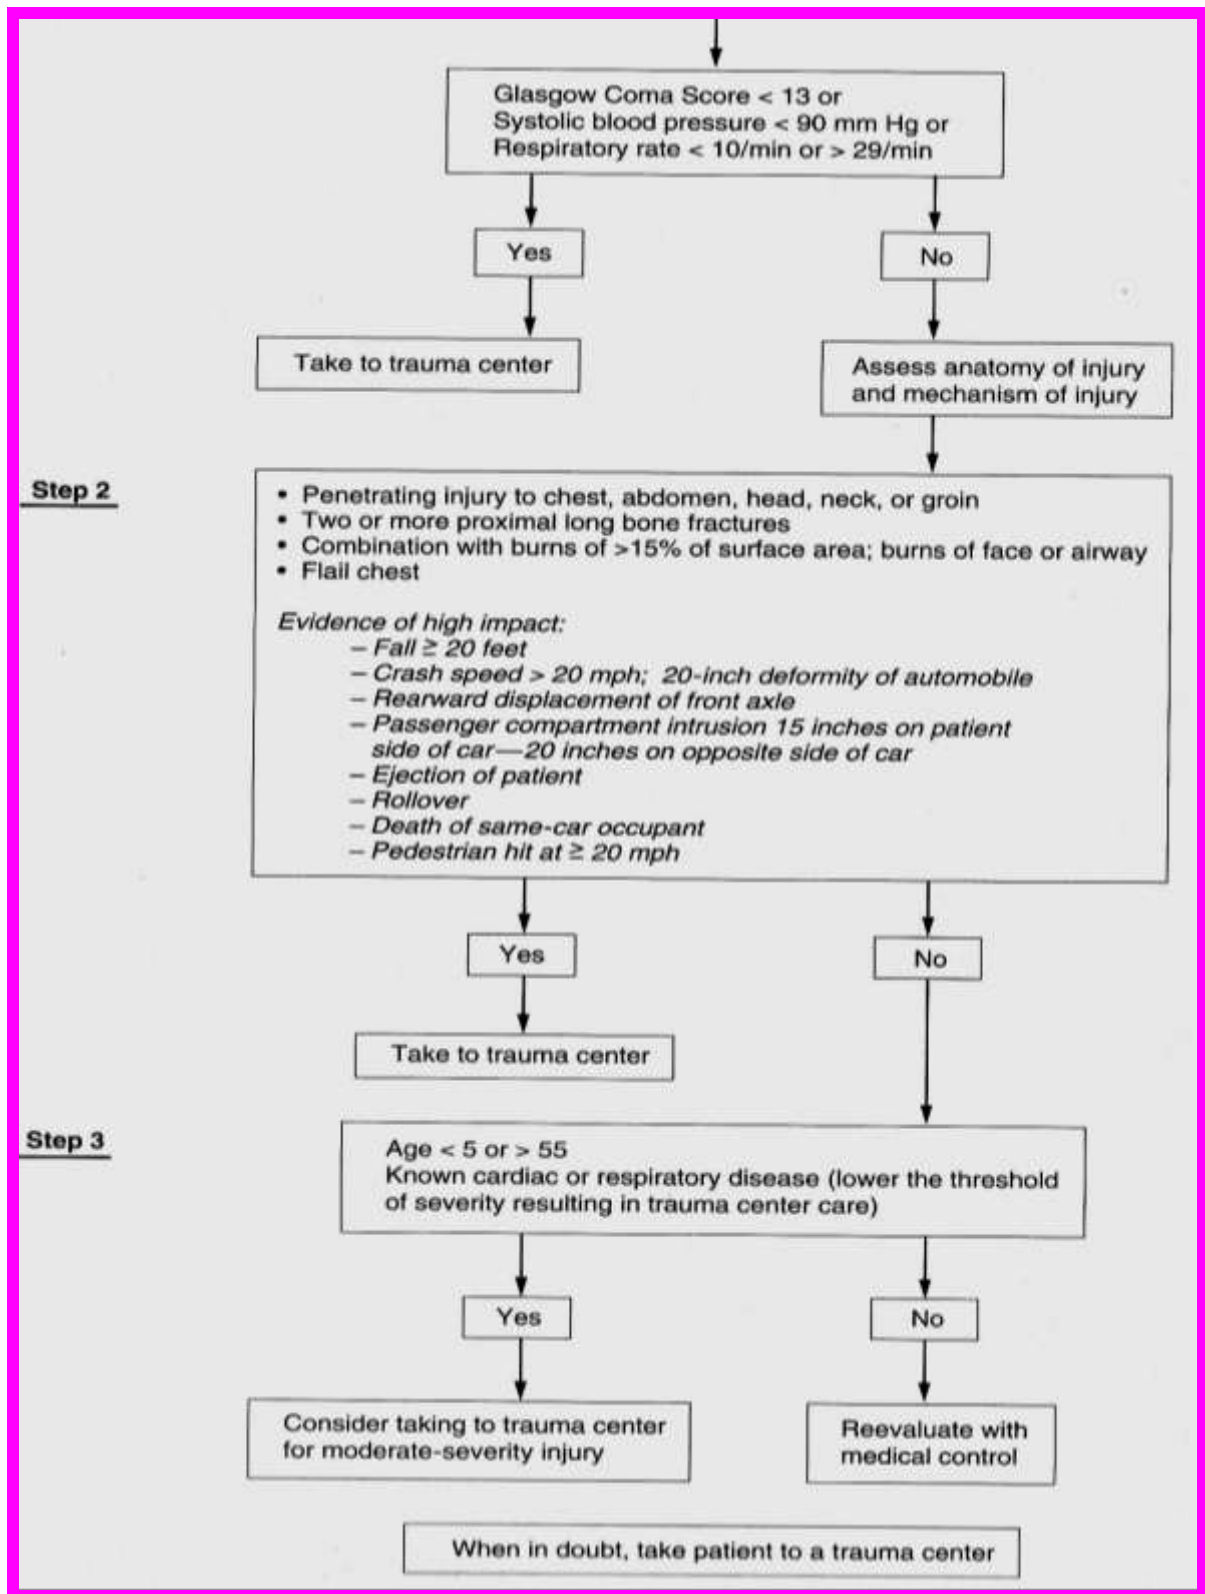 Glasgow Coma Score < 13 or
Systolic blood pressure < 90 mm Hg or
Respiratory rate < 10/min or > 29/min
Yes
No
Take to trauma center
Assess anatomy of injury
and mechanism of injury
Step 2
• Penetrating injury to chest, abdomen, head, neck, or groin
• Two or more proximal long bone fractures
• Combination with burns of >15% of surface area; burns of face or airway
• Flail chest
Evidence of high impact:
– Fall ≥ 20 feet
– Crash speed > 20 mph; 20-inch deformity of automobile
– Rearward displacement of front axle
– Passenger compartment intrusion 15 inches on patient
side of car—20 inches on opposite side of car
– Ejection of patient
– Rollover
– Death of same-car occupant
– Pedestrian hit at ≥ 20 mph
Yes
No
Take to trauma center
Step 3
Age < 5 or > 55
Known cardiac or respiratory disease (lower the threshold
of severity resulting in trauma center care)
Yes
No
Consider taking to trauma center
for moderate-severity injury
Reevaluate with
medical control
When in doubt, take patient to a trauma center